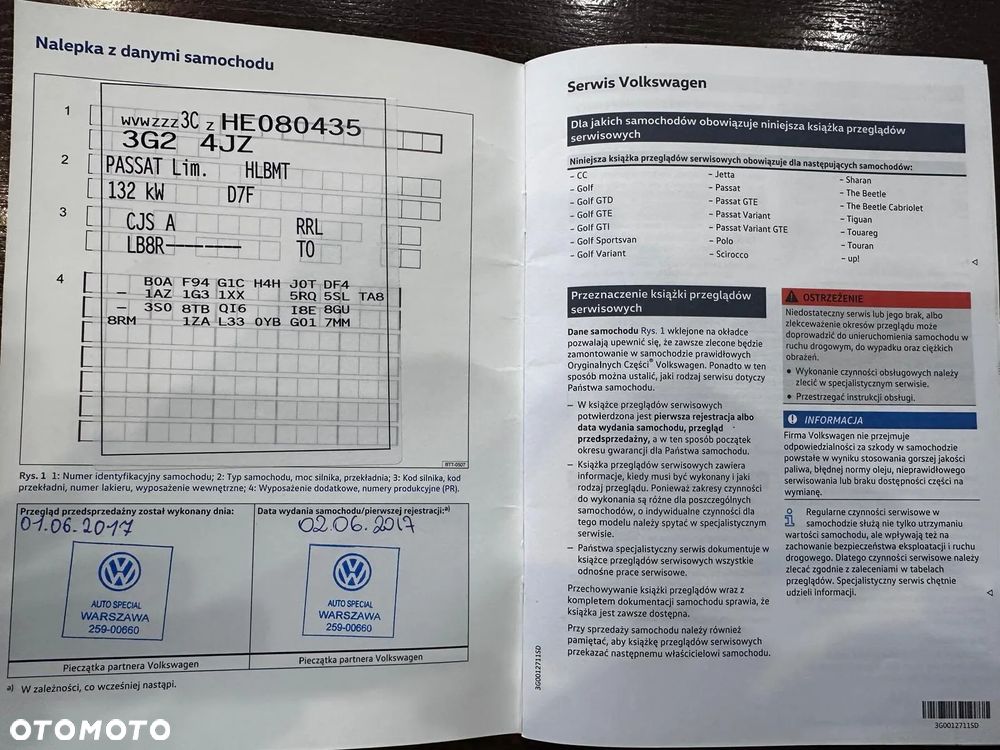 Nalepka z danymi samochodu
1
WVWZZZ3C Z HE080435
3G2 4JZ
2
PASSAT Lim. HLBMT
132 kW D7F
3
CJS A RRL
LB8R------- TO
4
B0A F94 G1C H4H J0T DF4
– 1AZ 1G3 1XX 5RQ 5SL TA8
– 3S0 8TB QI6 I8E 8GU
8RM 1ZA L33 0YB G01 7MM
BTT-0507
Rys. 1 1: Numer identyfikacyjny samochodu; 2: Typ samochodu, moc silnika, przekładnia; 3: Kod silnika, kod
przekładni, numer lakieru, wyposażenie wewnętrzne; 4: Wyposażenie dodatkowe, numery produkcyjne (PR).
Przegląd przedsprzedażny został wykonany dnia:
01.06.2017
AUTO SPECIAL
WARSZAWA
259-00660
Pieczątka partnera Volkswagen
Data wydania samochodu/pierwszej rejestracji:a)
02.06.2017
AUTO SPECIAL
WARSZAWA
259-00660
Pieczątka partnera Volkswagen
a) W zależności, co wcześniej nastąpi.
Serwis Volkswagen
Dla jakich samochodów obowiązuje niniejsza książka przeglądów
serwisowych
Niniejsza książka przeglądów serwisowych obowiązuje dla następujących samochodów:
– CC
– Golf
– Golf GTD
– Golf GTE
– Golf GTI
– Golf Sportsvan
– Golf Variant
– Jetta
– Passat
– Passat GTE
– Passat Variant
– Passat Variant GTE
– Polo
– Scirocco
– Sharan
– The Beetle
– The Beetle Cabriolet
– Tiguan
– Touareg
– Touran
– up!
Przeznaczenie książki przeglądów
serwisowych
Dane samochodu Rys. 1 wklejone na okładce
pozwalają upewnić się, że zawsze zlecone będzie
zamontowanie w samochodzie prawidłowych
Oryginalnych Części® Volkswagen. Ponadto w ten
sposób można ustalić, jaki rodzaj serwisu dotyczy
Państwa samochodu.
– W książce przeglądów serwisowych
potwierdzona jest pierwsza rejestracja albo
data wydania samochodu, przegląd
przedsprzedażny, a w ten sposób początek
okresu gwarancji dla Państwa samochodu.
– Książka przeglądów serwisowych zawiera
informacje, kiedy musi być wykonany i jaki
rodzaj przeglądu. Ponieważ zakresy czynności
do wykonania są różne dla poszczególnych
samochodów, o indywidualne czynności dla
tego modelu należy spytać w specjalistycznym
serwisie.
– Państwa specjalistyczny serwis dokumentuje w
książce przeglądów serwisowych wszystkie
odnośne prace serwisowe.
Przechowywanie książki przeglądów wraz z
kompletem dokumentacji samochodu sprawia, że
książka jest zawsze dostępna.
Przy sprzedaży samochodu należy również
pamiętać, aby książkę przeglądów serwisowych
przekazać następnemu właścicielowi samochodu.
OSTRZEŻENIE
Niedostateczny serwis lub jego brak, albo
zlekceważenie okresów przeglądu może
doprowadzić do unieruchomienia samochodu w
ruchu drogowym, do wypadku oraz ciężkich
obrażeń.
● Wykonanie czynności obsługowych należy
zlecić w specjalistycznym serwisie.
● Przestrzegać instrukcji obsługi.
INFORMACJA
Firma Volkswagen nie przejmuje
odpowiedzialności za szkody w samochodzie
powstałe w wyniku stosowania gorszej jakości
paliwa, błędnej normy oleju, nieprawidłowego
serwisowania lub braku dostępności części na
wymianę.
Regularne czynności serwisowe w
samochodzie służą nie tylko utrzymaniu
wartości samochodu, ale wpływają też na
zachowanie bezpieczeństwa eksploatacji i ruchu
drogowego. Dlatego czynności serwisowe należy
zlecać zgodnie z zaleceniami w tabelach
przeglądów. Specjalistyczny serwis chętnie
udzieli informacji.
3G0012711SD
3G0012711SD
OTOMOTO